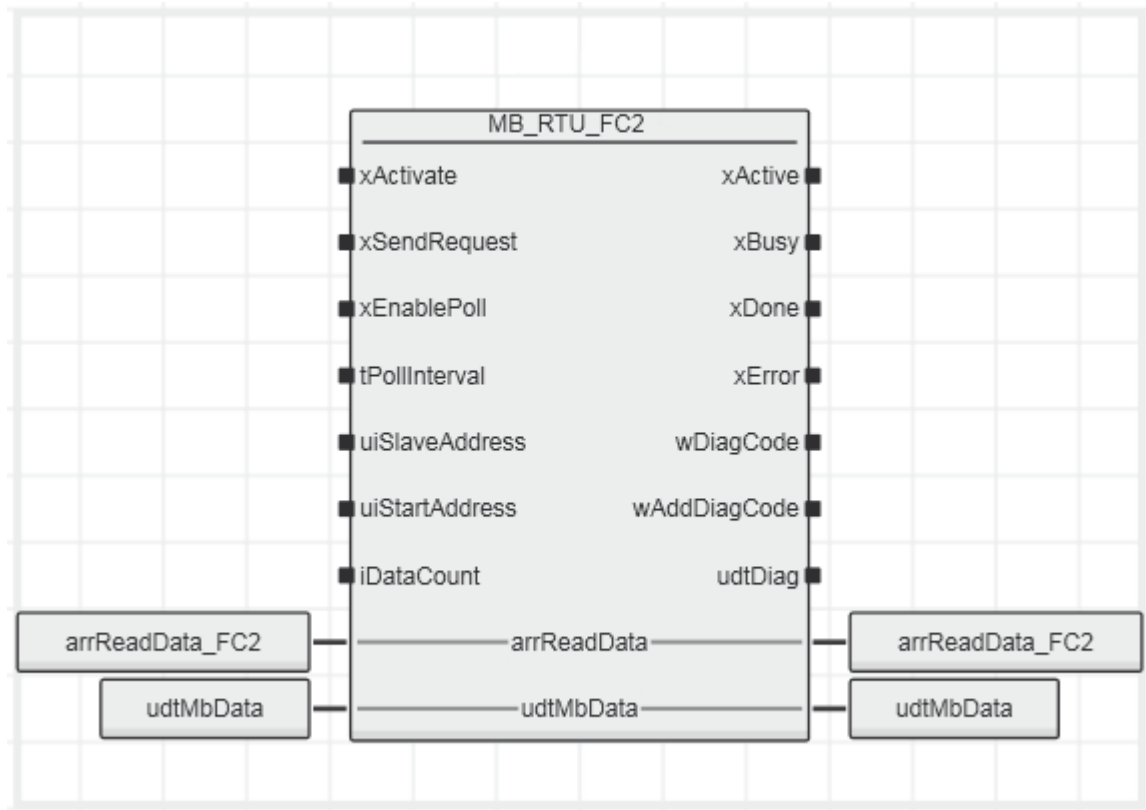 MB_RTU_FC2
xActivate xActive
xSendRequest xBusy
xEnablePoll xDone
tPollInterval xError
uiSlaveAddress wDiagCode
uiStartAddress wAddDiagCode
iDataCount udtDiag
arrReadData_FC2 arrReadData arrReadData_FC2
udtMbData udtMbData udtMbData